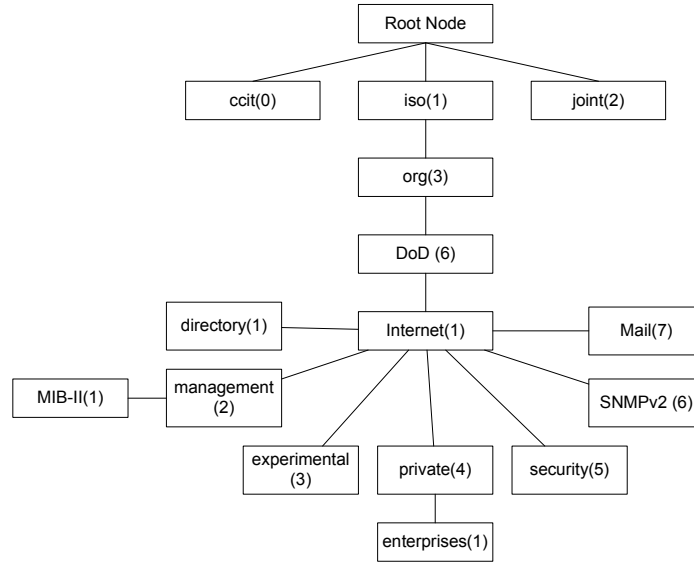 Root Node
ccit(0)
iso(1)
joint(2)
org(3)
DoD (6)
directory(1)
Internet(1)
Mail(7)
MIB-II(1)
management
(2)
SNMPv2 (6)
experimental
(3)
private(4)
security(5)
enterprises(1)